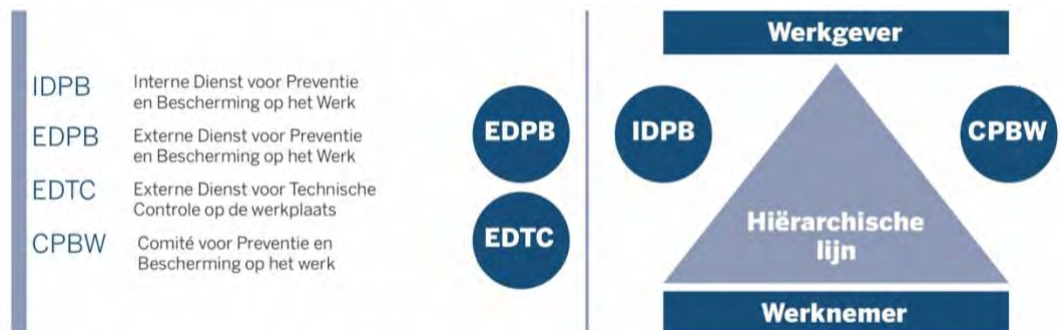 IDPB
Interne Dienst voor Preventie
en Bescherming op het Werk
EDPB
Externe Dienst voor Preventie
en Bescherming op het Werk
EDTC
Externe Dienst voor Technische
Controle op de werkplaats
CPBW
Comité voor Preventie en
Bescherming op het werk
EDPB
EDTC
Werkgever
IDPB
CPBW
Hiërarchische
lijn
Werknemer